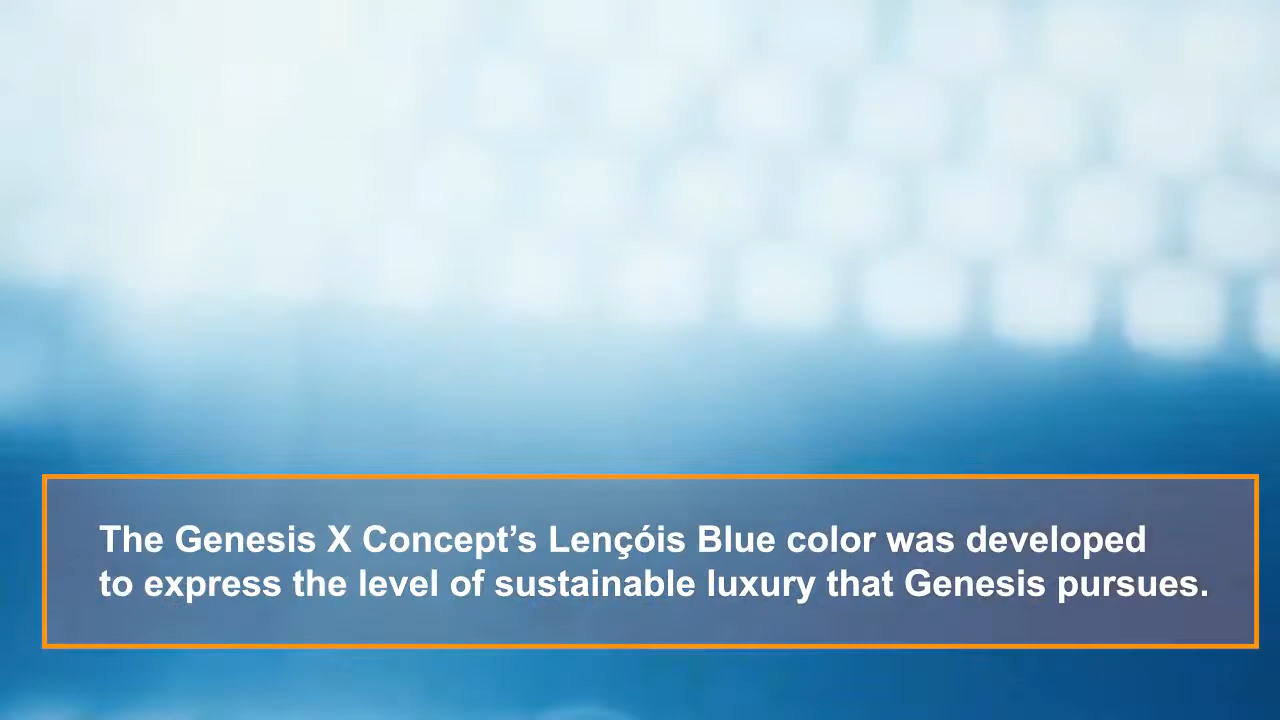 The Genesis X Concept’s Lençóis Blue color was developed
to express the level of sustainable luxury that Genesis pursues.